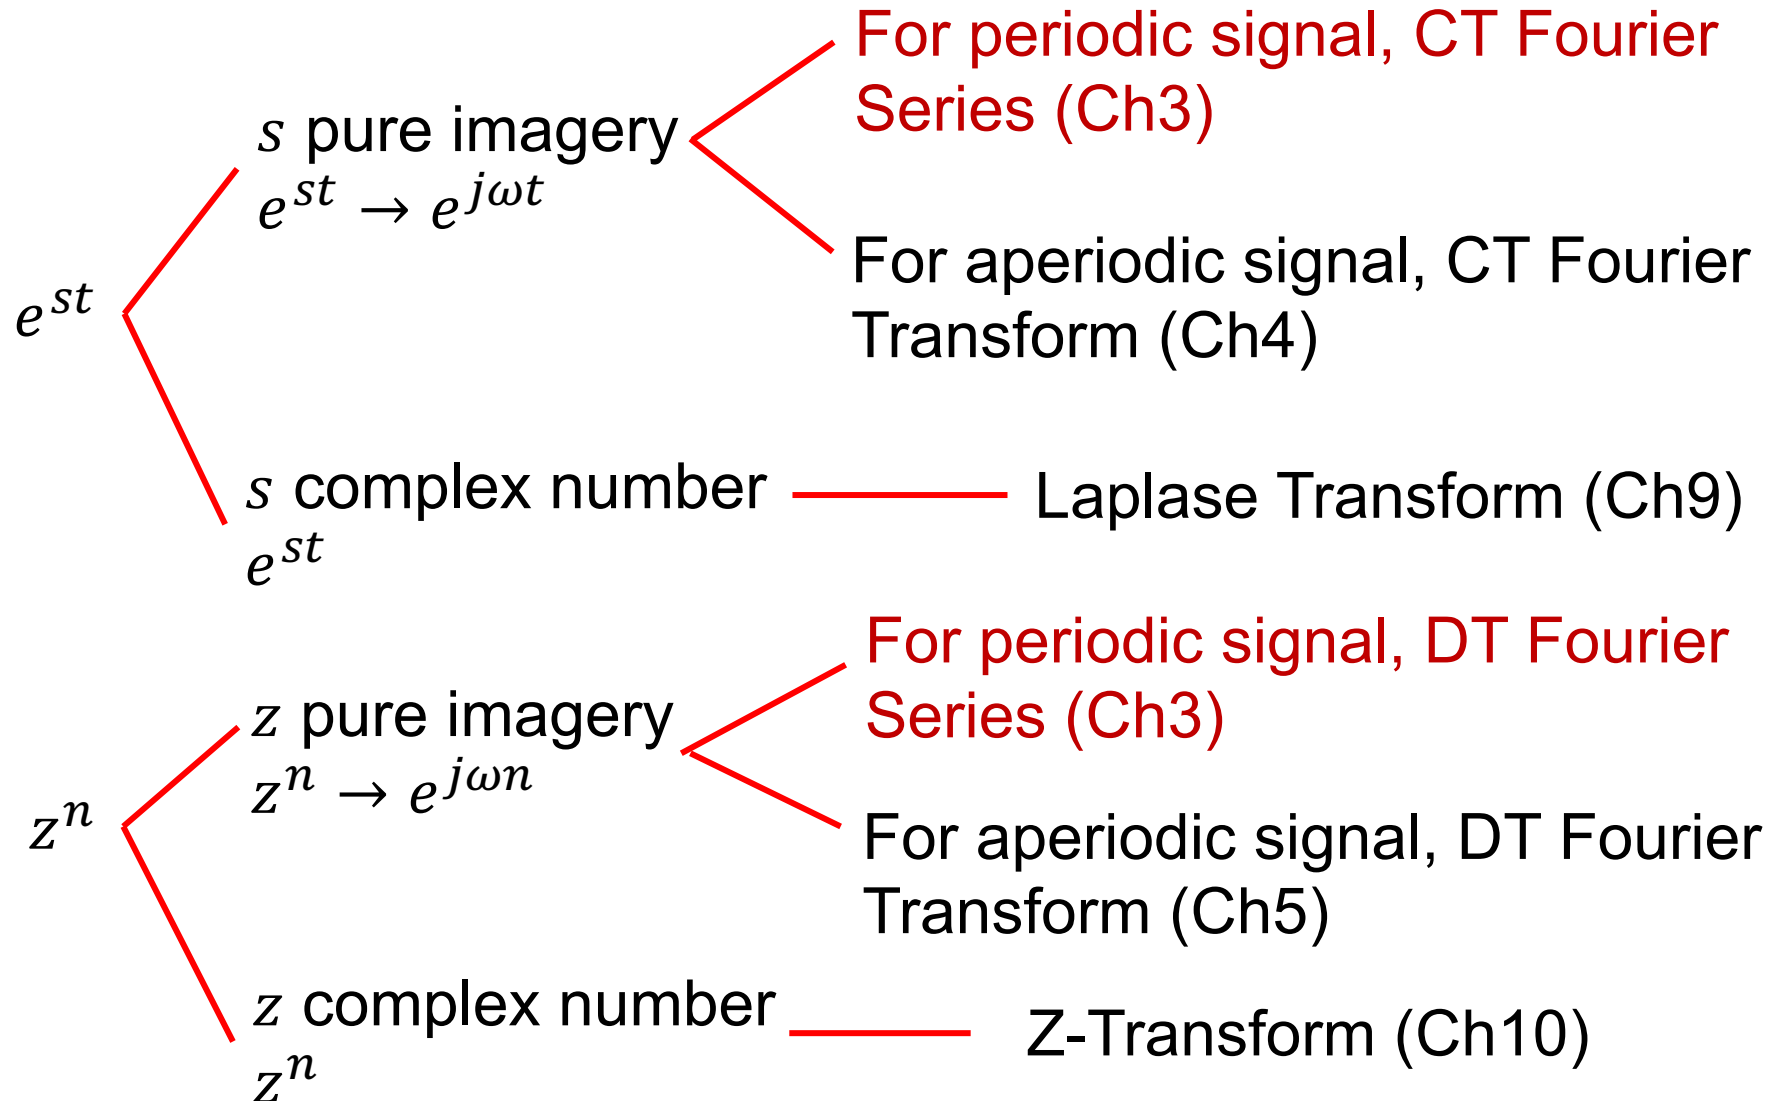 For periodic signal, CT Fourier
Series (Ch3)
s pure imagery
e^{st} → e^{jωt}
For aperiodic signal, CT Fourier
Transform (Ch4)
e^{st}
s complex number
e^{st}
Laplase Transform (Ch9)
For periodic signal, DT Fourier
Series (Ch3)
z pure imagery
z^n → e^{jωn}
For aperiodic signal, DT Fourier
Transform (Ch5)
z^n
z complex number
z^n
Z-Transform (Ch10)